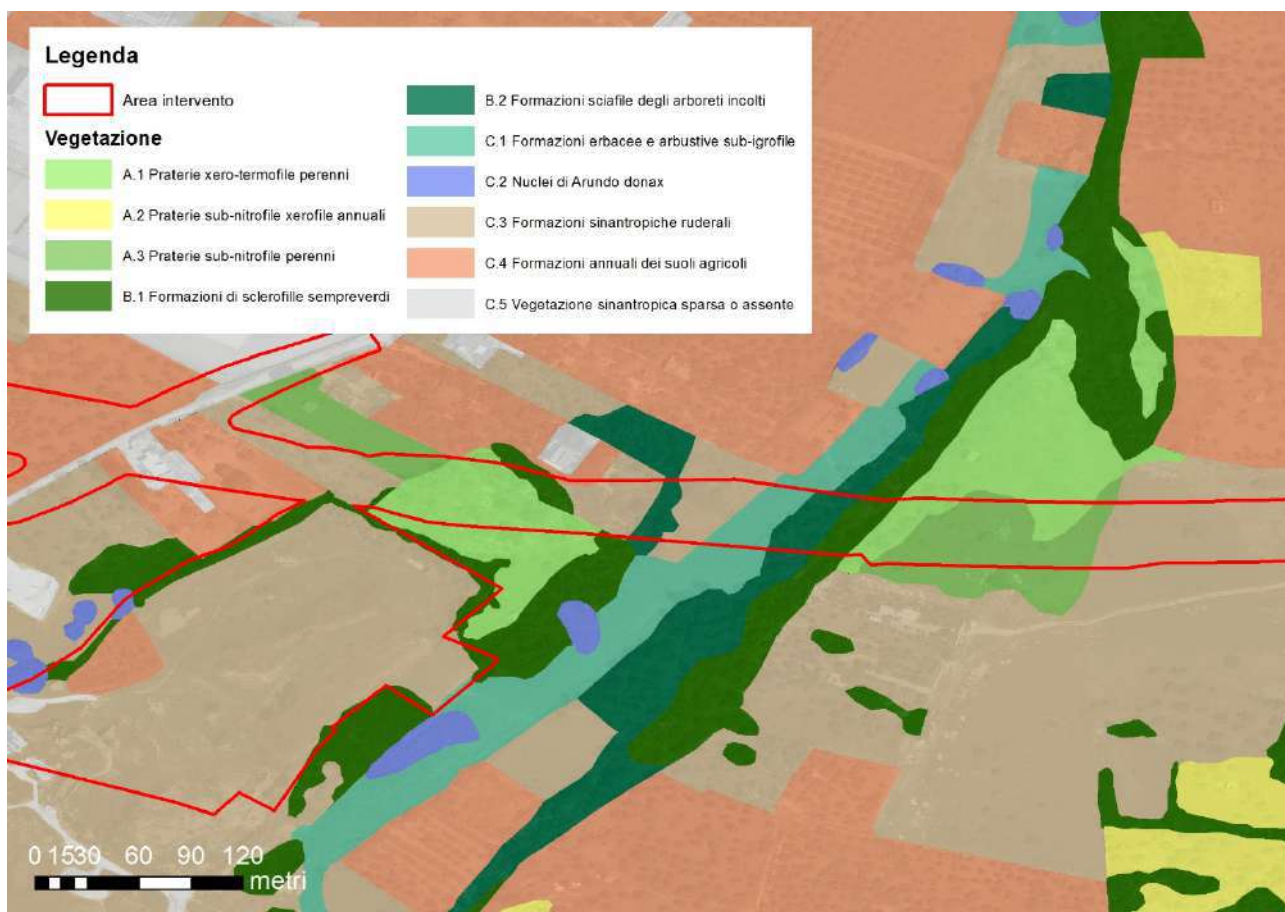 Legenda
Area intervento
Vegetazione
A.1 Praterie xero-termofile perenni
A.2 Praterie sub-nitrofile xerofile annuali
A.3 Praterie sub-nitrofile perenni
B.1 Formazioni di sclerofille sempreverdi
B.2 Formazioni sciafile degli arboreti incolti
C.1 Formazioni erbacee e arbustive sub-igrofile
C.2 Nuclei di Arundo donax
C.3 Formazioni sinantropiche ruderali
C.4 Formazioni annuali dei suoli agricoli
C.5 Vegetazione sinantropica sparsa o assente
0 1530 60 90 120
metri